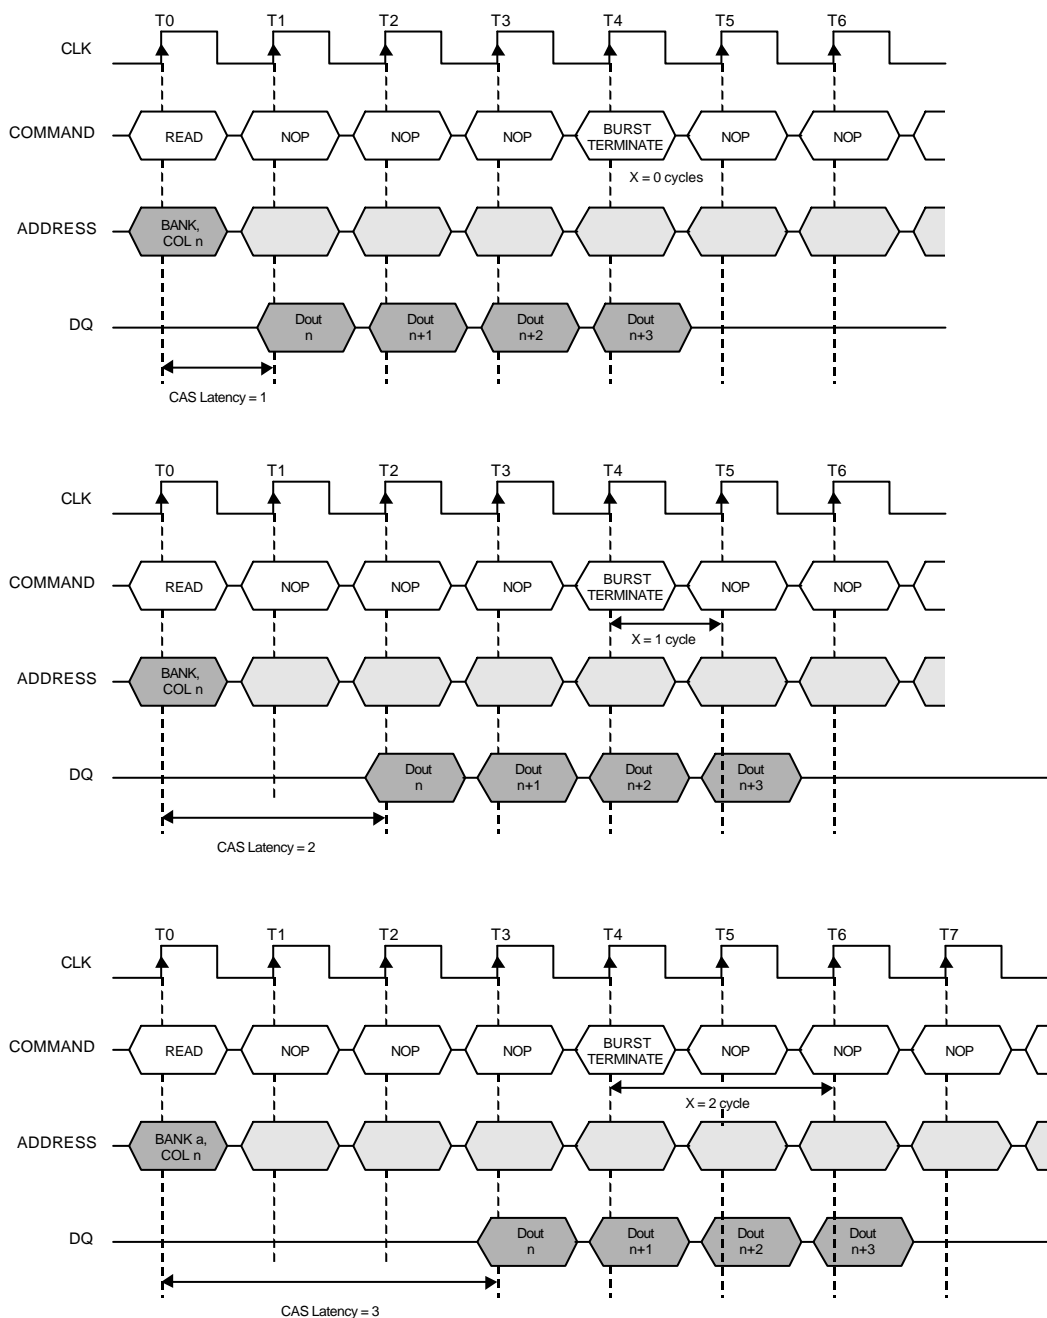 T0 T1 T2 T3 T4 T5 T6
CLK
COMMAND READ NOP NOP NOP BURST TERMINATE NOP NOP
X = 0 cycles
ADDRESS BANK, COL n
DQ Dout n Dout n+1 Dout n+2 Dout n+3
CAS Latency = 1
T0 T1 T2 T3 T4 T5 T6
CLK
COMMAND READ NOP NOP NOP BURST TERMINATE NOP NOP
X = 1 cycle
ADDRESS BANK, COL n
DQ Dout n Dout n+1 Dout n+2 Dout n+3
CAS Latency = 2
T0 T1 T2 T3 T4 T5 T6 T7
CLK
COMMAND READ NOP NOP NOP BURST TERMINATE NOP NOP NOP
X = 2 cycle
ADDRESS BANK a, COL n
DQ Dout n Dout n+1 Dout n+2 Dout n+3
CAS Latency = 3